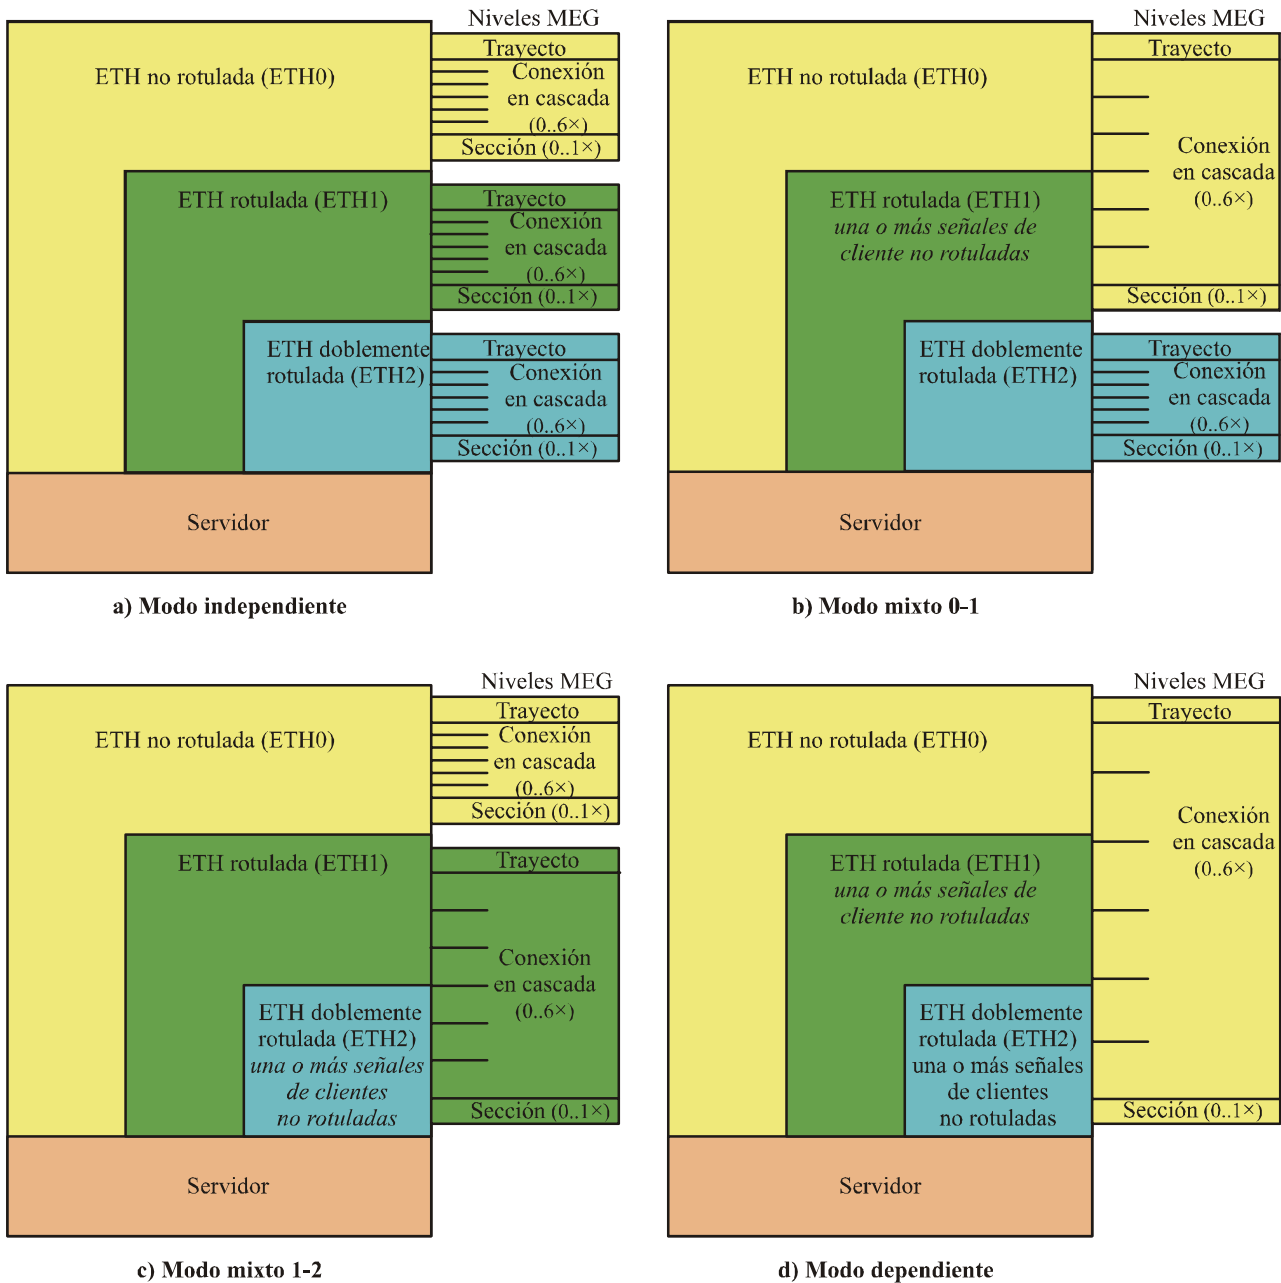 Niveles MEG
Trayecto
ETH no rotulada (ETH0)
Conexión
en cascada
(0..6×)
Sección (0..1×)
ETH rotulada (ETH1)
Trayecto
Conexión
en cascada
(0..6×)
Sección (0..1×)
ETH doblemente
rotulada (ETH2)
Trayecto
Conexión
en cascada
(0..6×)
Sección (0..1×)
Servidor
a) Modo independiente
Niveles MEG
Trayecto
ETH no rotulada (ETH0)
Conexión
en cascada
(0..6×)
ETH rotulada (ETH1)
una o más señales de
cliente no rotuladas
Sección (0..1×)
ETH doblemente
rotulada (ETH2)
Trayecto
Conexión
en cascada
(0..6×)
Sección (0..1×)
Servidor
b) Modo mixto 0-1
Niveles MEG
Trayecto
ETH no rotulada (ETH0)
Conexión
en cascada
(0..6×)
Sección (0..1×)
ETH rotulada (ETH1)
Trayecto
Conexión
en cascada
(0..6×)
ETH doblemente
rotulada (ETH2)
una o más señales
de clientes
no rotuladas
Sección (0..1×)
Servidor
c) Modo mixto 1-2
Niveles MEG
Trayecto
ETH no rotulada (ETH0)
Conexión
en cascada
(0..6×)
ETH rotulada (ETH1)
una o más señales de
cliente no rotuladas
ETH doblemente
rotulada (ETH2)
una o más señales
de clientes
no rotuladas
Sección (0..1×)
Servidor
d) Modo dependiente